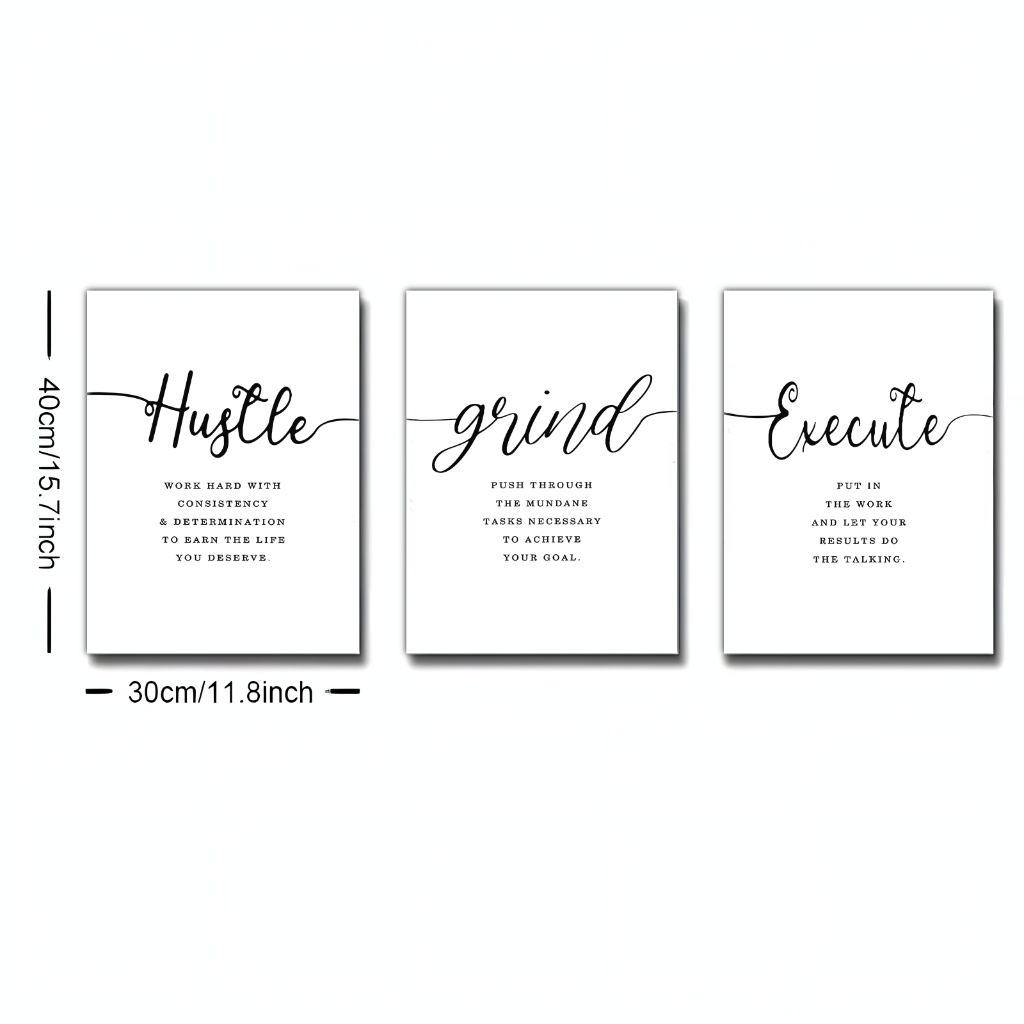 Hustle
WORK HARD WITH
CONSISTENCY
& DETERMINATION
TO EARN THE LIFE
YOU DESERVE.
grind
PUSH THROUGH
THE MUNDANE
TASKS NECESSARY
TO ACHIEVE
YOUR GOAL.
Execute
PUT IN
THE WORK
AND LET YOUR
RESULTS DO
THE TALKING.
40cm/15.7inch
30cm/11.8inch